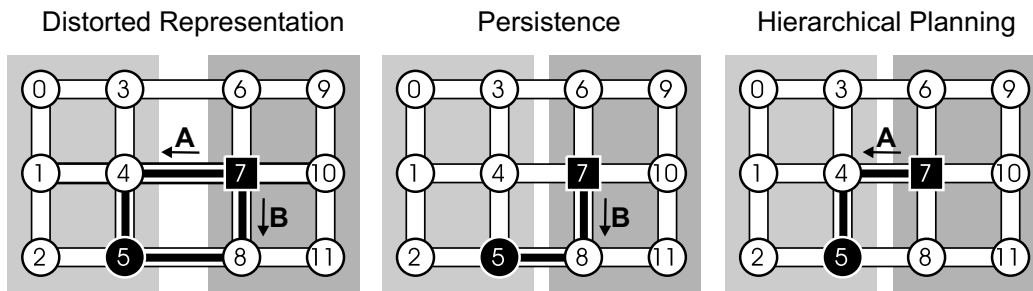 Distorted Representation
Persistence
Hierarchical Planning
0 3 6 9
A
1 4 7 10
B
2 5 8 11
0 3 6 9
1 4 7 10
B
2 5 8 11
0 3 6 9
A
1 4 7 10
2 5 8 11